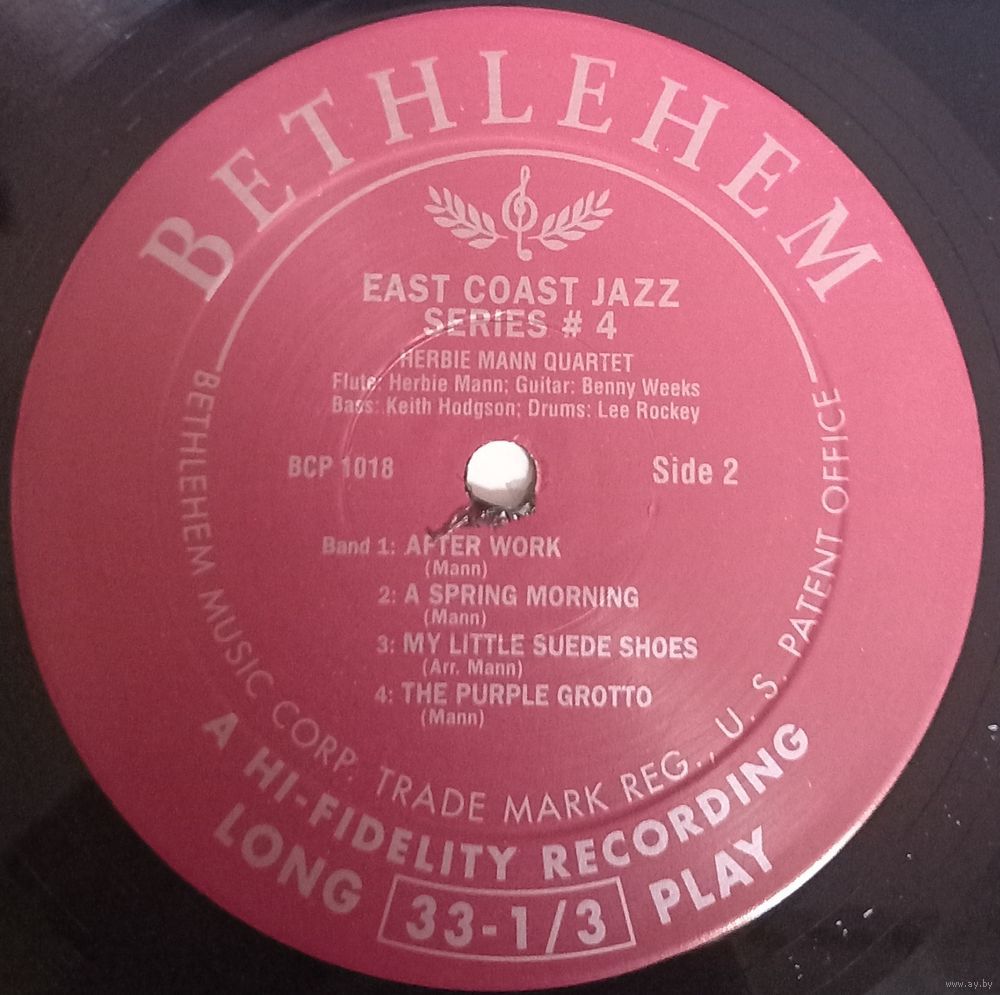 BETHLEHEM
EAST COAST JAZZ
SERIES # 4
HERBIE MANN QUARTET
Flute: Herbie Mann; Guitar: Benny Weeks
Bass: Keith Hodgson; Drums: Lee Rockey
BCP 1018
Side 2
Band 1: AFTER WORK
(Mann)
2: A SPRING MORNING
(Mann)
3: MY LITTLE SUEDE SHOES
(Arr. Mann)
4: THE PURPLE GROTTO
(Mann)
BETHLEHEM MUSIC CORP. TRADE MARK REG., U. S. PATENT OFFICE
A HI-FIDELITY RECORDING
LONG 33-1/3 PLAY
www.ay.by